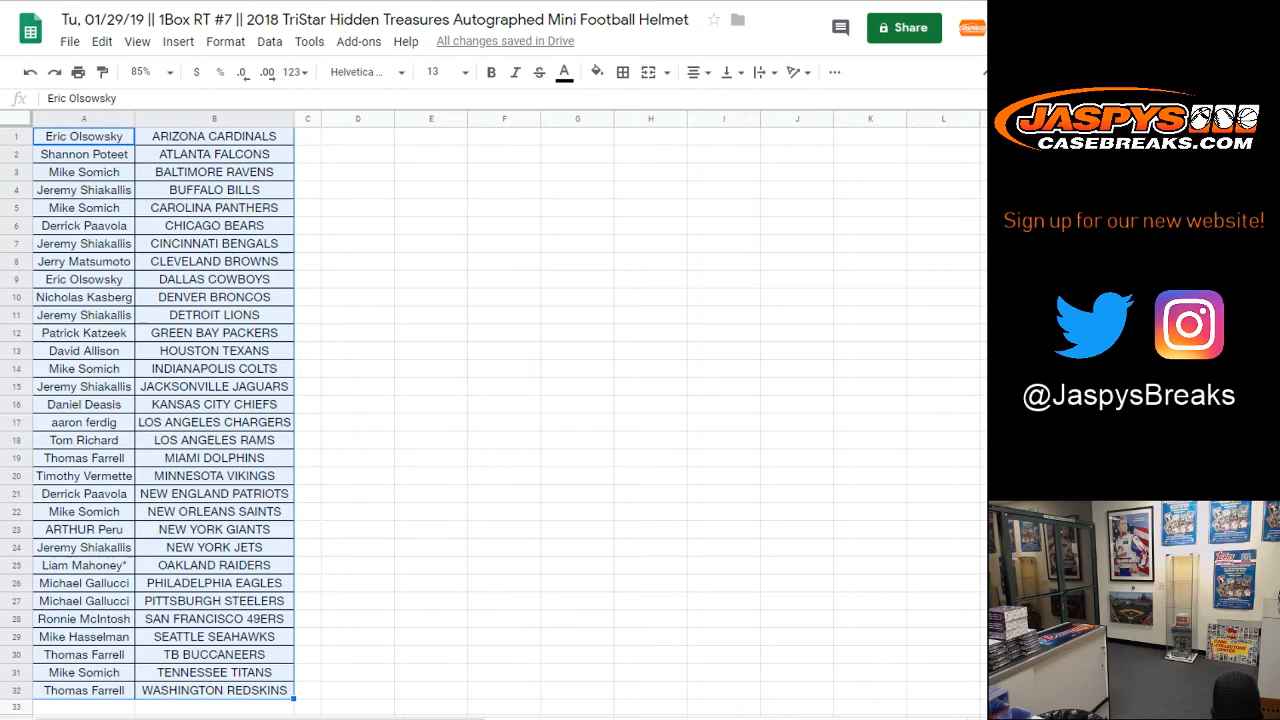 Tu, 01/29/19 || 1Box RT #7 || 2018 TriStar Hidden Treasures Autographed Mini Football Helmet
File Edit View Insert Format Data Tools Add-ons Help All changes saved in Drive
Share
85% $ % .0 .00 123 Helvetica ... 13 B I S A
fx Eric Olsowsky
A B C D E F G H I J K L
1 Eric Olsowsky ARIZONA CARDINALS
2 Shannon Poteet ATLANTA FALCONS
3 Mike Somich BALTIMORE RAVENS
4 Jeremy Shiakallis BUFFALO BILLS
5 Mike Somich CAROLINA PANTHERS
6 Derrick Paavola CHICAGO BEARS
7 Jeremy Shiakallis CINCINNATI BENGALS
8 Jerry Matsumoto CLEVELAND BROWNS
9 Eric Olsowsky DALLAS COWBOYS
10 Nicholas Kasberg DENVER BRONCOS
11 Jeremy Shiakallis DETROIT LIONS
12 Patrick Katzeek GREEN BAY PACKERS
13 David Allison HOUSTON TEXANS
14 Mike Somich INDIANAPOLIS COLTS
15 Jeremy Shiakallis JACKSONVILLE JAGUARS
16 Daniel Deasis KANSAS CITY CHIEFS
17 aaron ferdig LOS ANGELES CHARGERS
18 Tom Richard LOS ANGELES RAMS
19 Thomas Farrell MIAMI DOLPHINS
20 Timothy Vermette MINNESOTA VIKINGS
21 Derrick Paavola NEW ENGLAND PATRIOTS
22 Mike Somich NEW ORLEANS SAINTS
23 ARTHUR Peru NEW YORK GIANTS
24 Jeremy Shiakallis NEW YORK JETS
25 Liam Mahoney* OAKLAND RAIDERS
26 Michael Gallucci PHILADELPHIA EAGLES
27 Michael Gallucci PITTSBURGH STEELERS
28 Ronnie McIntosh SAN FRANCISCO 49ERS
29 Mike Hasselman SEATTLE SEAHAWKS
30 Thomas Farrell TB BUCCANEERS
31 Mike Somich TENNESSEE TITANS
32 Thomas Farrell WASHINGTON REDSKINS
33
JASPYS
CASEBREAKS.COM
Sign up for our new website!
@JaspysBreaks